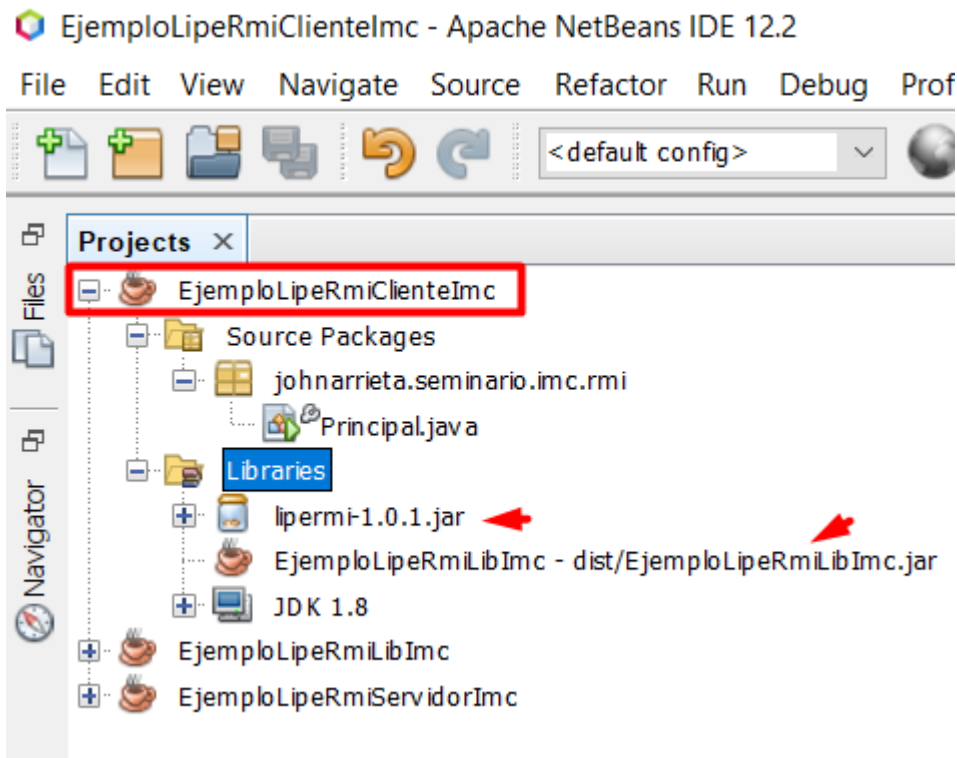 EjemploLipeRmiClienteImc - Apache NetBeans IDE 12.2
File Edit View Navigate Source Refactor Run Debug Prof
<default config>
Projects ×
Files
Navigator
EjemploLipeRmiClienteImc
Source Packages
johnarrieta.seminario.imc.rmi
Principal.java
Libraries
lipermi-1.0.1.jar
EjemploLipeRmiLibImc - dist/EjemploLipeRmiLibImc.jar
JDK 1.8
EjemploLipeRmiLibImc
EjemploLipeRmiServidorImc